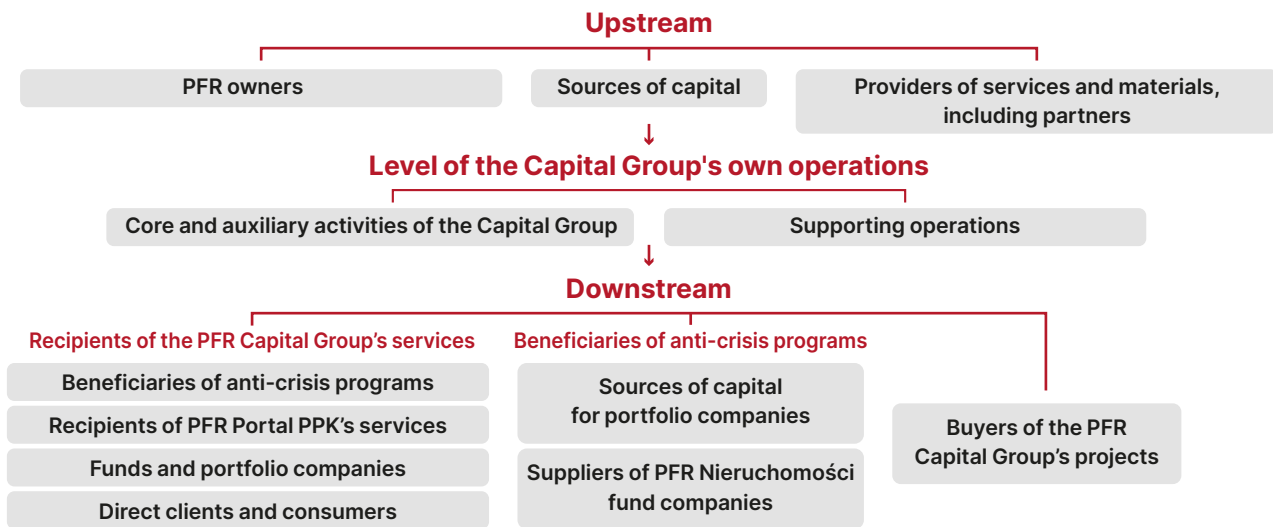 Upstream
PFR owners
Sources of capital
Providers of services and materials,
including partners
Level of the Capital Group's own operations
Core and auxiliary activities of the Capital Group
Supporting operations
Downstream
Recipients of the PFR Capital Group’s services
Beneficiaries of anti-crisis programs
Recipients of PFR Portal PPK’s services
Funds and portfolio companies
Direct clients and consumers
Beneficiaries of anti-crisis programs
Sources of capital
for portfolio companies
Suppliers of PFR Nieruchomości
fund companies
Buyers of the PFR
Capital Group’s projects